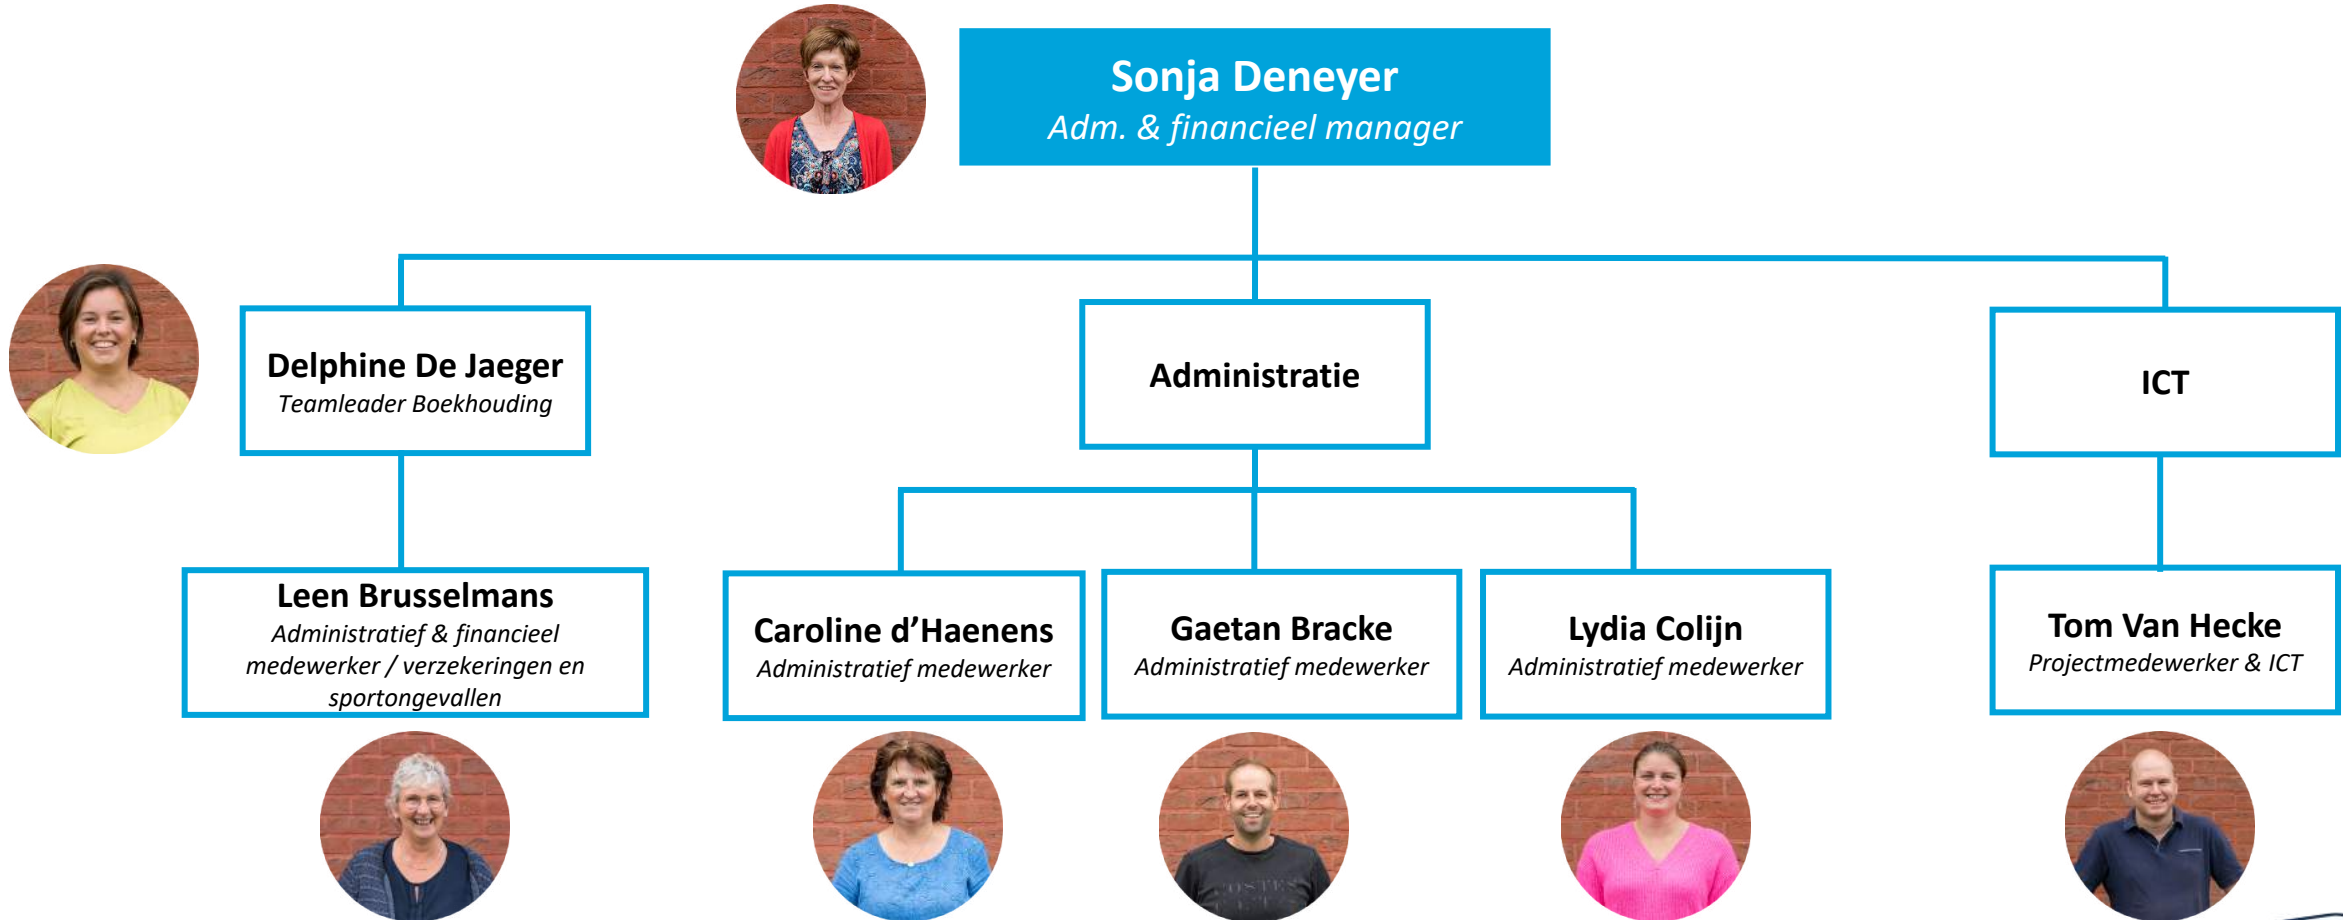 Sonja Deneyer
Adm. & financieel manager
Delphine De Jaeger
Teamleader Boekhouding
Administratie
ICT
Leen Brusselmans
Administratief & financieel
medewerker / verzekeringen en
sportongevallen
Caroline d’Haenens
Administratief medewerker
Gaetan Bracke
Administratief medewerker
Lydia Colijn
Administratief medewerker
Tom Van Hecke
Projectmedewerker & ICT